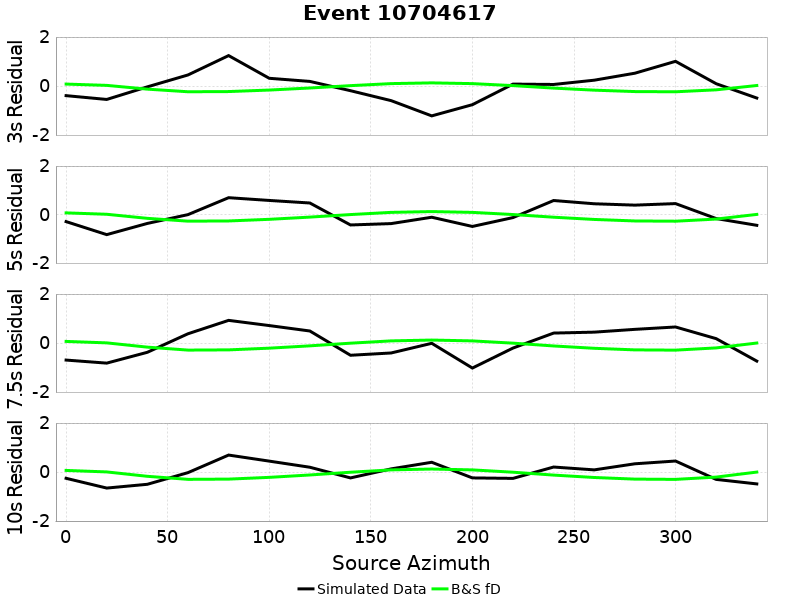 Event 10704617
3s Residual
2
0
-2
5s Residual
2
0
-2
7.5s Residual
2
0
-2
10s Residual
2
0
-2
0 50 100 150 200 250 300
Source Azimuth
Simulated Data B&S fD